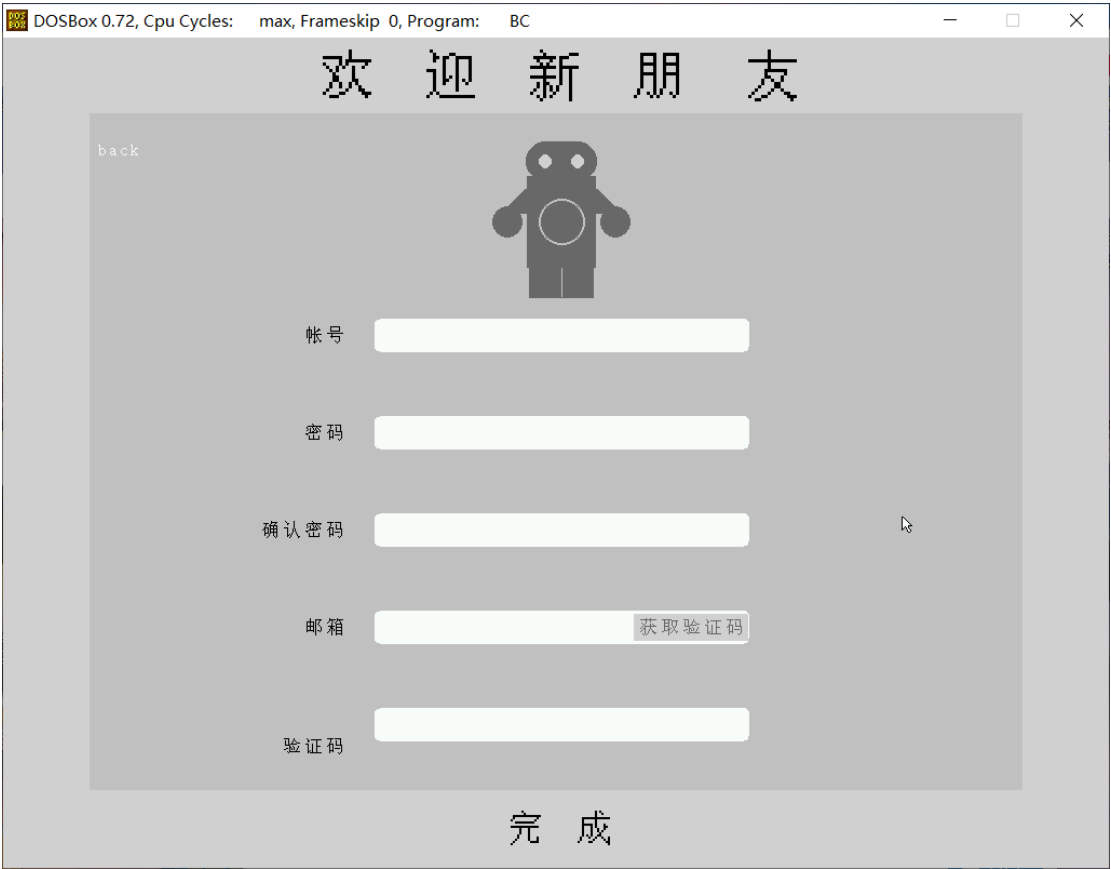 DOSBox 0.72, Cpu Cycles: max, Frameskip 0, Program: BC
欢迎新朋友
back
帐号
密码
确认密码
邮箱 获取验证码
验证码
完成